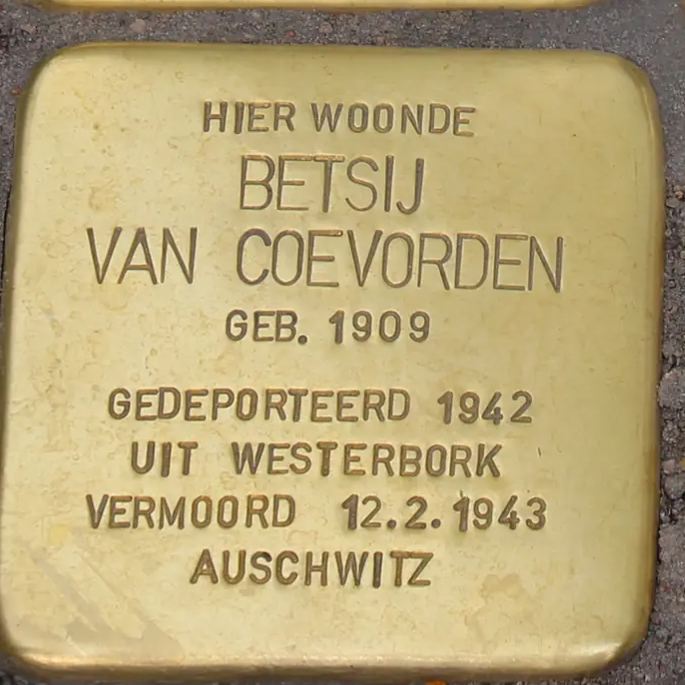 HIER WOONDE
BETSIJ
VAN COEVORDEN
GEB. 1909
GEDEPORTEERD 1942
UIT WESTERBORK
VERMOORD 12.2.1943
AUSCHWITZ